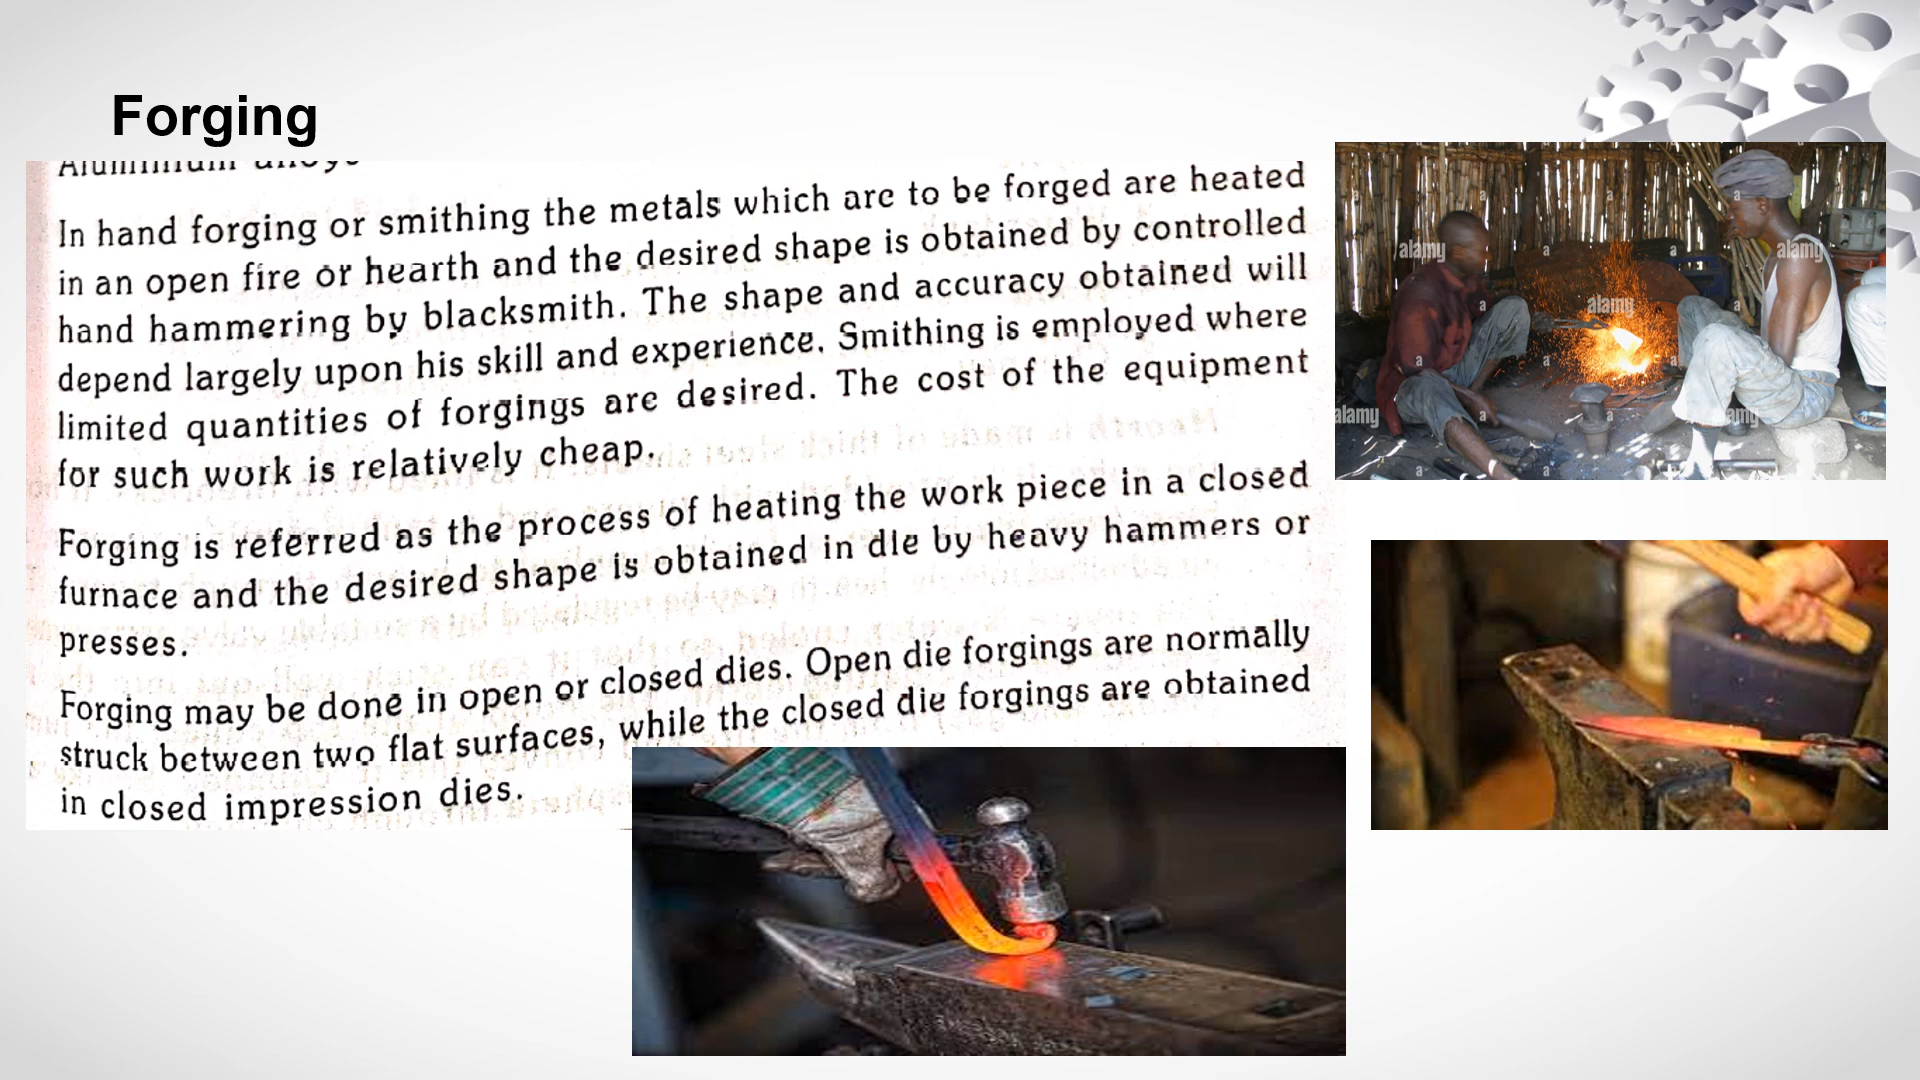 Forging
Aluminium alloys
In hand forging or smithing the metals which are to be forged are heated
in an open fire or hearth and the desired shape is obtained by controlled
hand hammering by blacksmith. The shape and accuracy obtained will
depend largely upon his skill and experience. Smithing is employed where
limited quantities of forgings are desired. The cost of the equipment
for such work is relatively cheap.
Forging is referred as the process of heating the work piece in a closed
furnace and the desired shape is obtained in die by heavy hammers or
presses.
Forging may be done in open or closed dies. Open die forgings are normally
struck between two flat surfaces, while the closed die forgings are obtained
in closed impression dies.
alamy
alamy
alamy
alamy
alamy